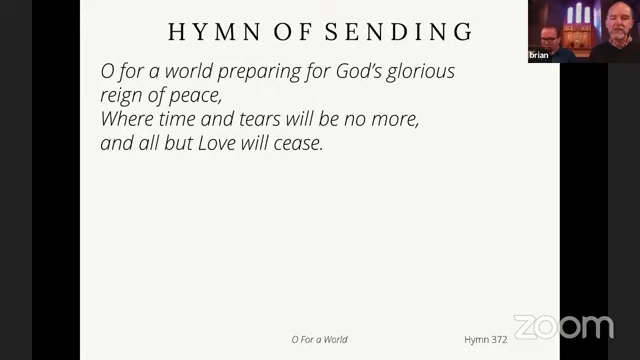 HYMN OF SENDING
O for a world preparing for God's glorious
reign of peace,
Where time and tears will be no more,
and all but Love will cease.
brian
O For a World
Hymn 372
zoom